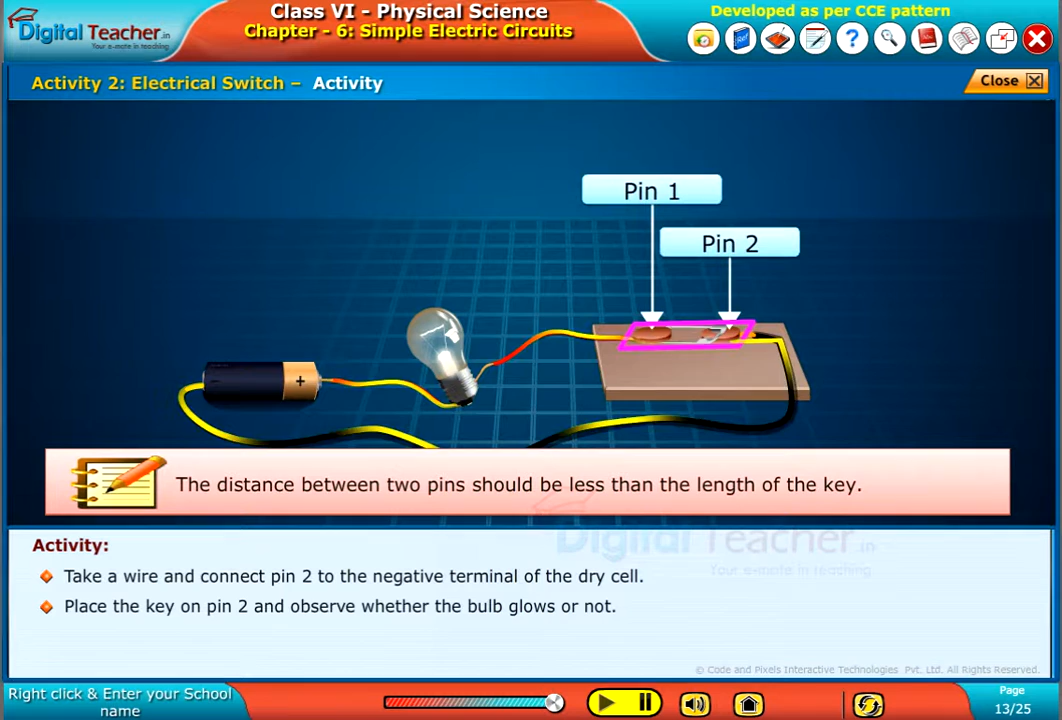 Digital Teacher.in
Your e-mate in teaching
Class VI - Physical Science
Chapter - 6: Simple Electric Circuits
Developed as per CCE pattern
Ref
?
Activity 2: Electrical Switch – Activity
Close
Pin 1
Pin 2
+
The distance between two pins should be less than the length of the key.
Digital Teacher.in
Your e-mate in teaching
Activity:
Take a wire and connect pin 2 to the negative terminal of the dry cell.
Place the key on pin 2 and observe whether the bulb glows or not.
© Code and Pixels Interactive Technologies Pvt. Ltd. All Rights Reserved.
Right click & Enter your School
name
Page
13/25